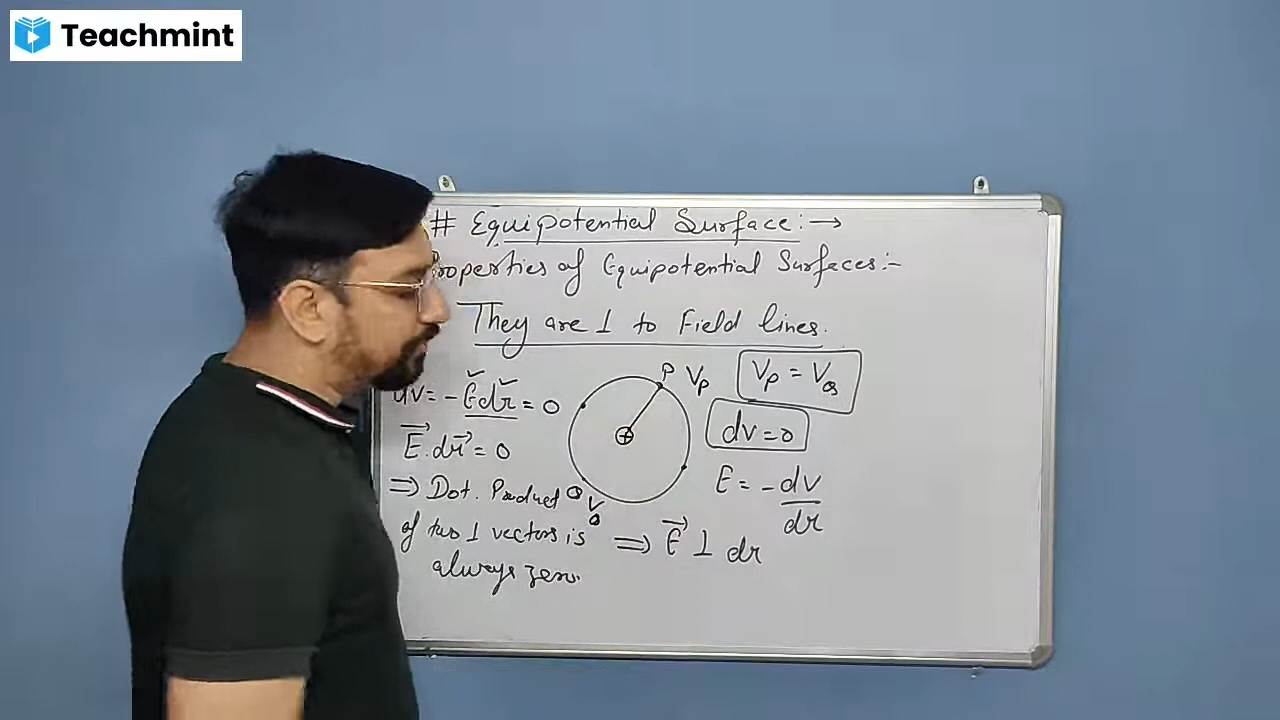 Teachmint
# Equipotential Surface:→
Properties of Equipotential Surfaces:-
They are ⊥ to Field lines.
dv = -E⃗dr⃗ = 0
E⃗.dr⃗ = 0
⇒ Dot. Product
of two ⊥ vectors is
always zero.
P Vp
⊕
Q
VQ
Vp = VQ
dv=0
E = -dv/dr
⇒ E⃗ ⊥ dr